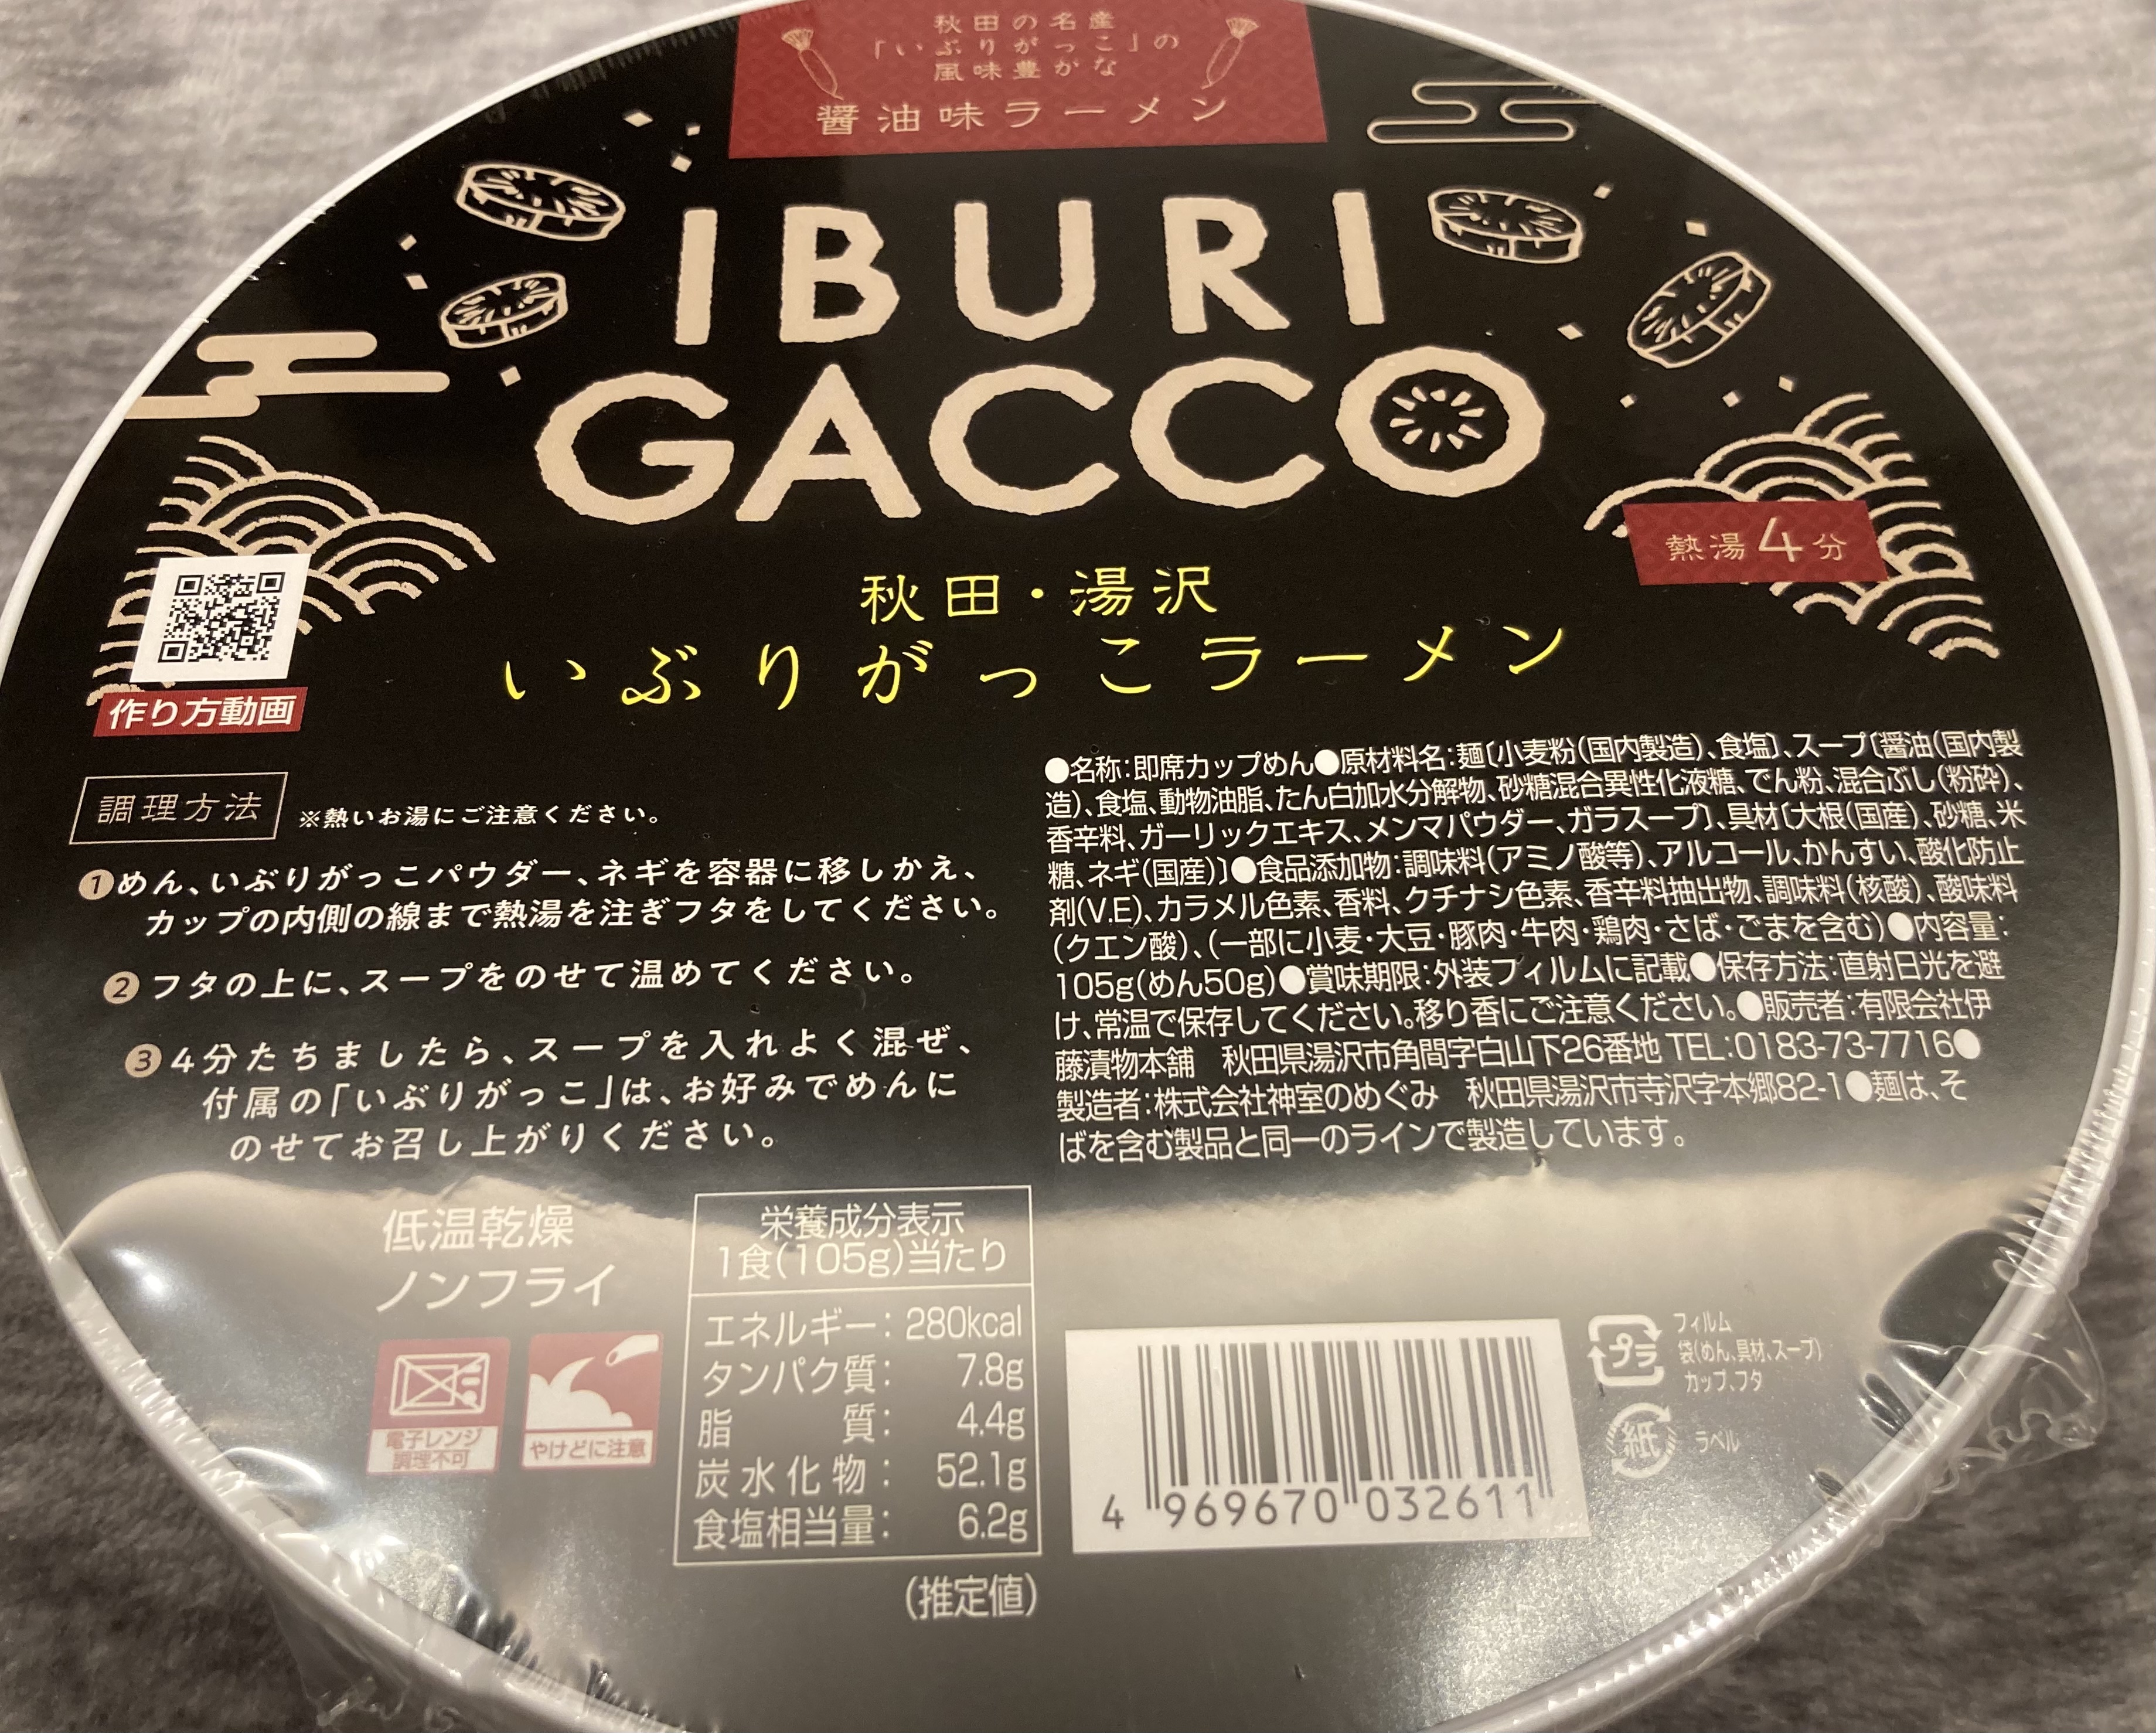 秋田の名産
「いぶりがっこ」の
風味豊かな
醤油味ラーメン
IBURI
GACCO
熱湯4分
秋田・湯沢
いぶりがっこラーメン
作り方動画
調理方法 ※熱いお湯にご注意ください。
①めん、いぶりがっこパウダー、ネギを容器に移しかえ、
カップの内側の線まで熱湯を注ぎフタをしてください。
②フタの上に、スープをのせて温めてください。
③4分たちましたら、スープを入れよく混ぜ、
付属の「いぶりがっこ」は、お好みでめんに
のせてお召し上がりください。
●名称:即席カップめん●原材料名:麺〔小麦粉(国内製造)、食塩〕、スープ〔醤油(国内製
造)、食塩、動物油脂、たん白加水分解物、砂糖混合異性化液糖、でん粉、混合ぶし(粉砕)、
香辛料、ガーリックエキス、メンマパウダー、ガラスープ〕、具材〔大根(国産)、砂糖、米
糖、ネギ(国産)〕●食品添加物:調味料(アミノ酸等)、アルコール、かんすい、酸化防止
剤(V.E)、カラメル色素、香料、クチナシ色素、香辛料抽出物、調味料(核酸)、酸味料
(クエン酸)、(一部に小麦・大豆・豚肉・牛肉・鶏肉・さば・ごまを含む)●内容量:
105g(めん50g)●賞味期限:外装フィルムに記載●保存方法:直射日光を避
け、常温で保存してください。移り香にご注意ください。●販売者:有限会社伊
藤漬物本舗 秋田県湯沢市角間字白山下26番地 TEL:0183-73-7716●
製造者:株式会社神室のめぐみ 秋田県湯沢市寺沢字本郷82-1●麺は、そ
ばを含む製品と同一のラインで製造しています。
低温乾燥
ノンフライ
電子レンジ
調理不可
やけどに注意
栄養成分表示
1食(105g)当たり
エネルギー: 280kcal
タンパク質: 7.8g
脂質: 4.4g
炭水化物: 52.1g
食塩相当量: 6.2g
(推定値)
4 969670 032611
プラ
フィルム
袋(めん、具材、スープ)
カップ、フタ
紙
ラベル